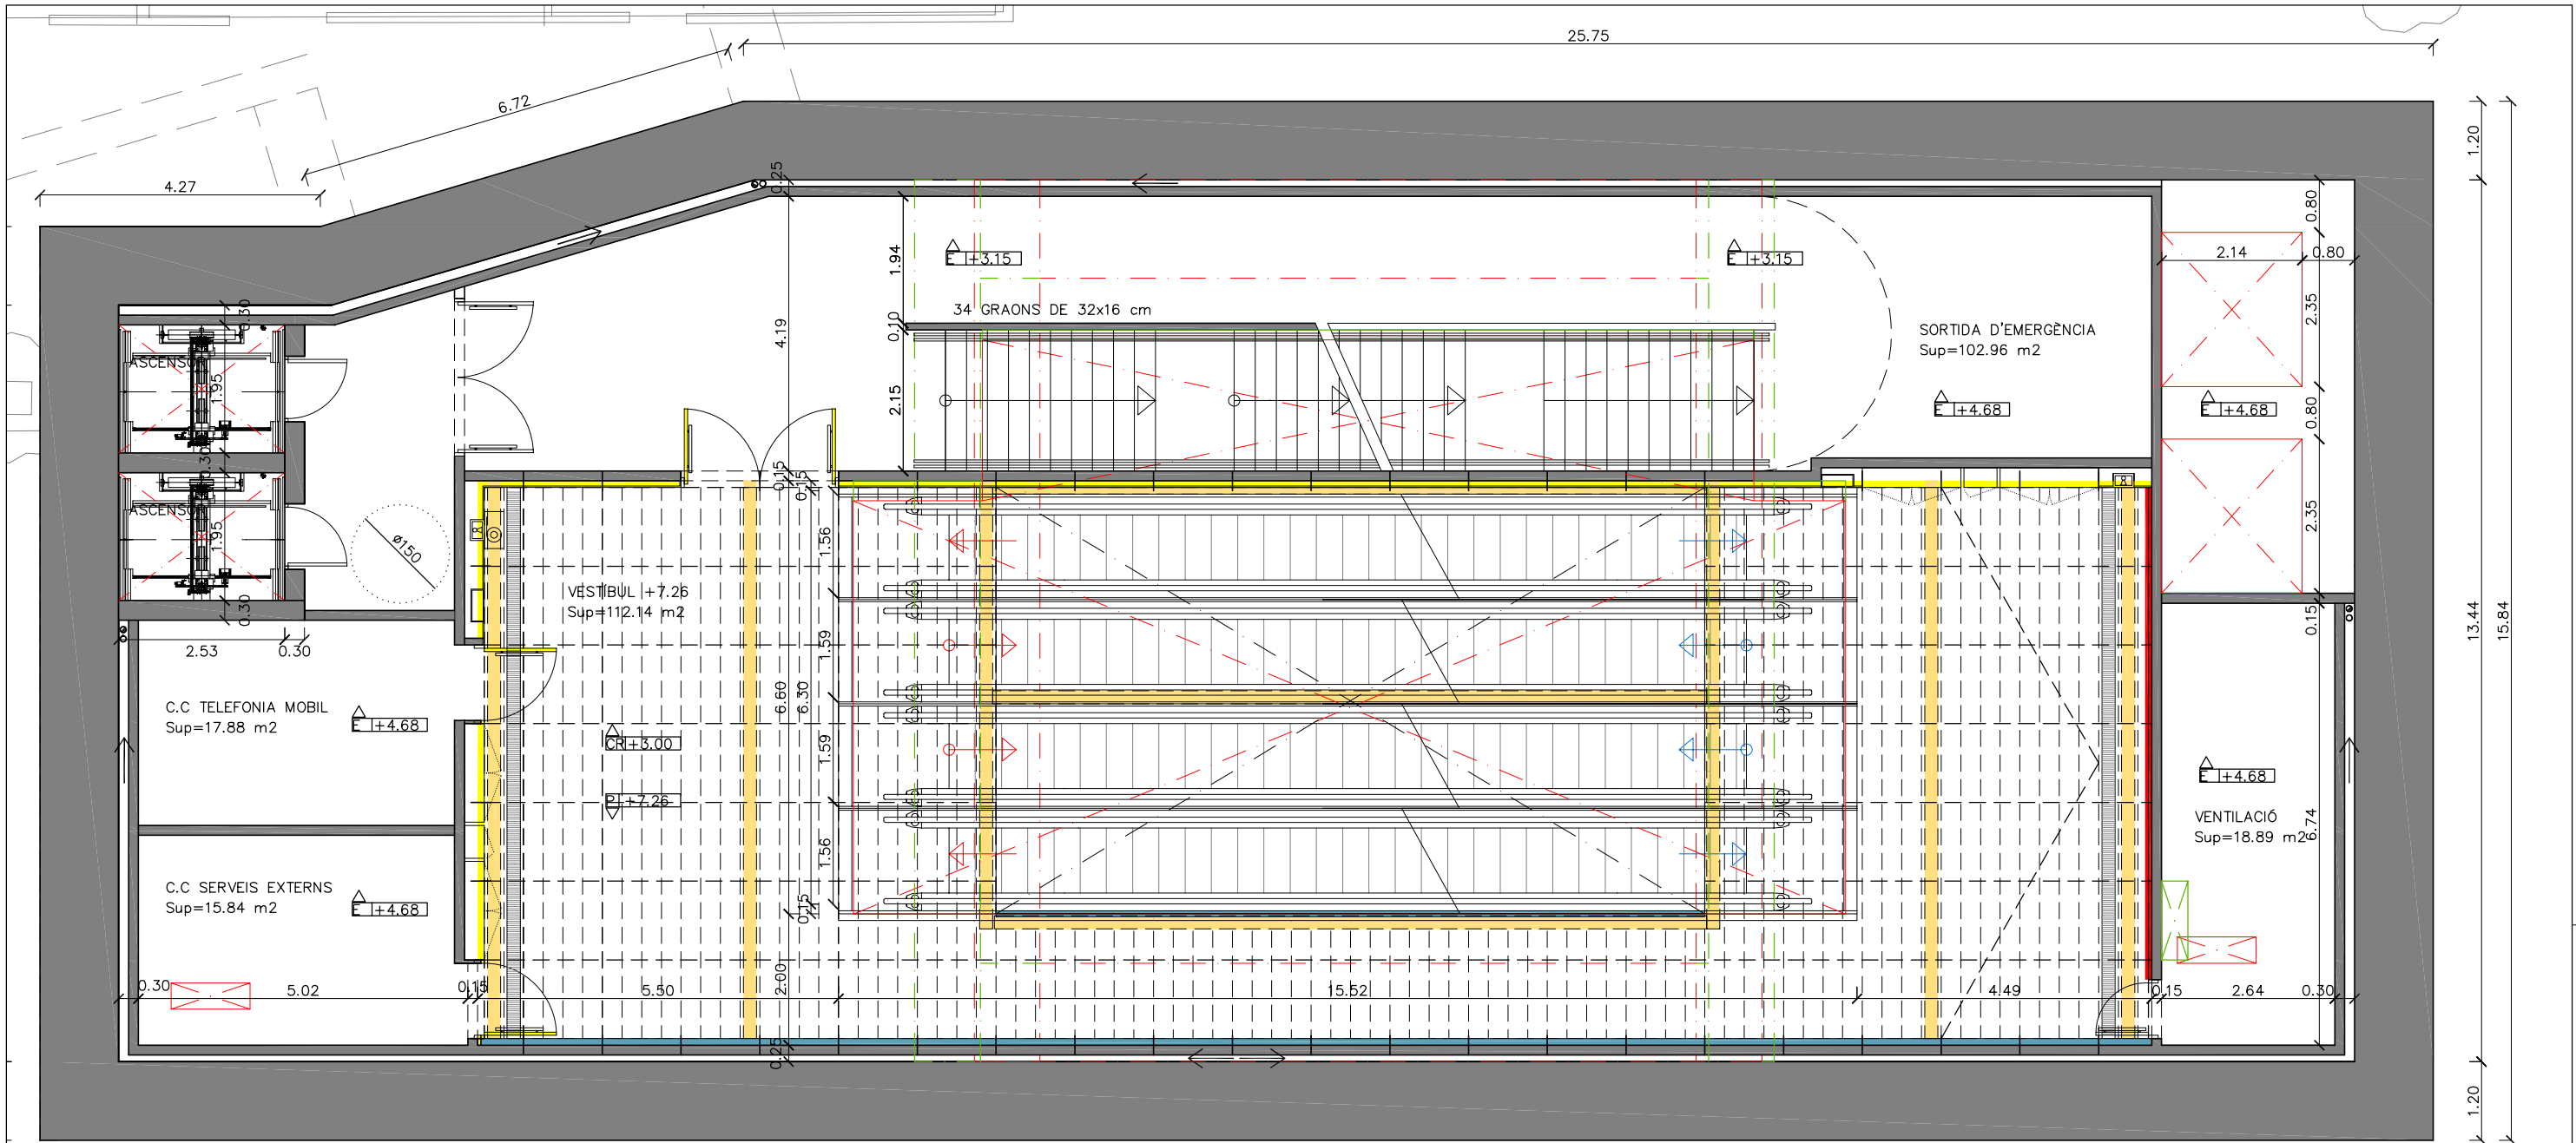 25.75
6.72
4.27
1.20
0.25
0.80
1.94
E +3.15
E +3.15
2.14
0.80
0.30
34 GRAONS DE 32x16 cm
4.19
0.10
SORTIDA D'EMERGÈNCIA
Sup=102.96 m2
2.35
ASCENSOR
1.95
2.15
E +4.68
E +4.68
0.80
0.30
0.15
0.15
2.35
ASCENSOR
1.95
ø150
1.56
VESTÍBUL +7.26
Sup=112.14 m2
0.30
0.15
13.44
15.84
2.53
0.30
1.59
6.60
6.30
C.C TELEFONIA MOBIL
Sup=17.88 m2
E +4.68
CR +3.00
1.59
E +4.68
P +7.26
VENTILACIÓ
Sup=18.89 m2
6.74
1.56
C.C SERVEIS EXTERNS
Sup=15.84 m2
E +4.68
0.15
0.30
5.02
0.15
5.50
2.00
15.52
4.49
0.15
2.64
0.30
0.25
1.20